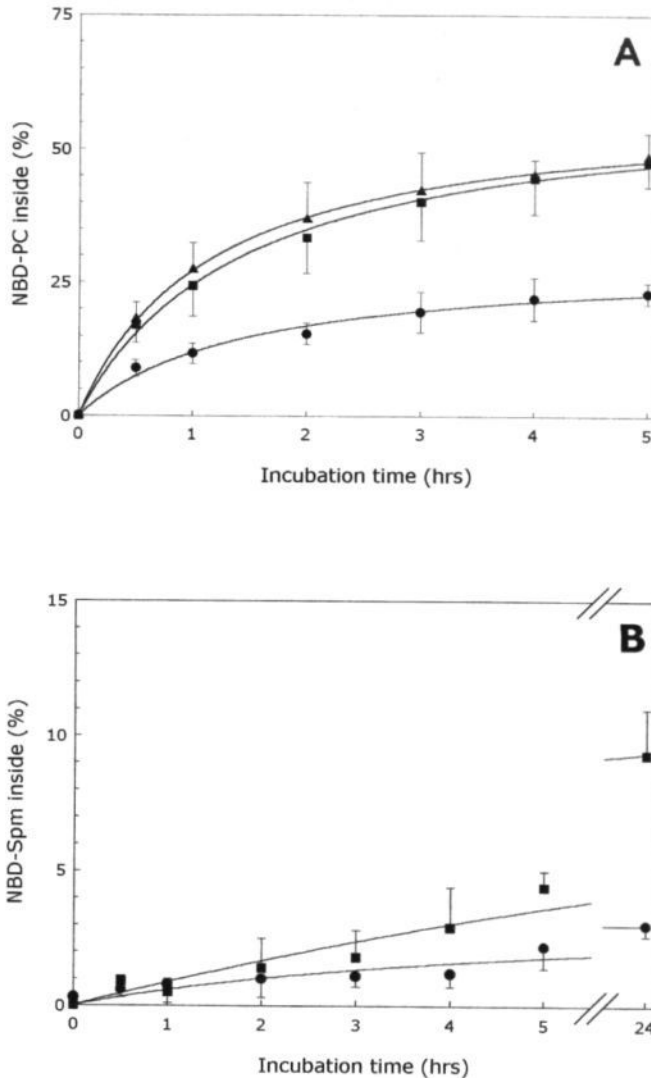 75
A
50
25
0
NBD-PC inside (%)
0 1 2 3 4 5
Incubation time (hrs)
15
B
10
5
0
NBD-Spm inside (%)
0 1 2 3 4 5 24
Incubation time (hrs)